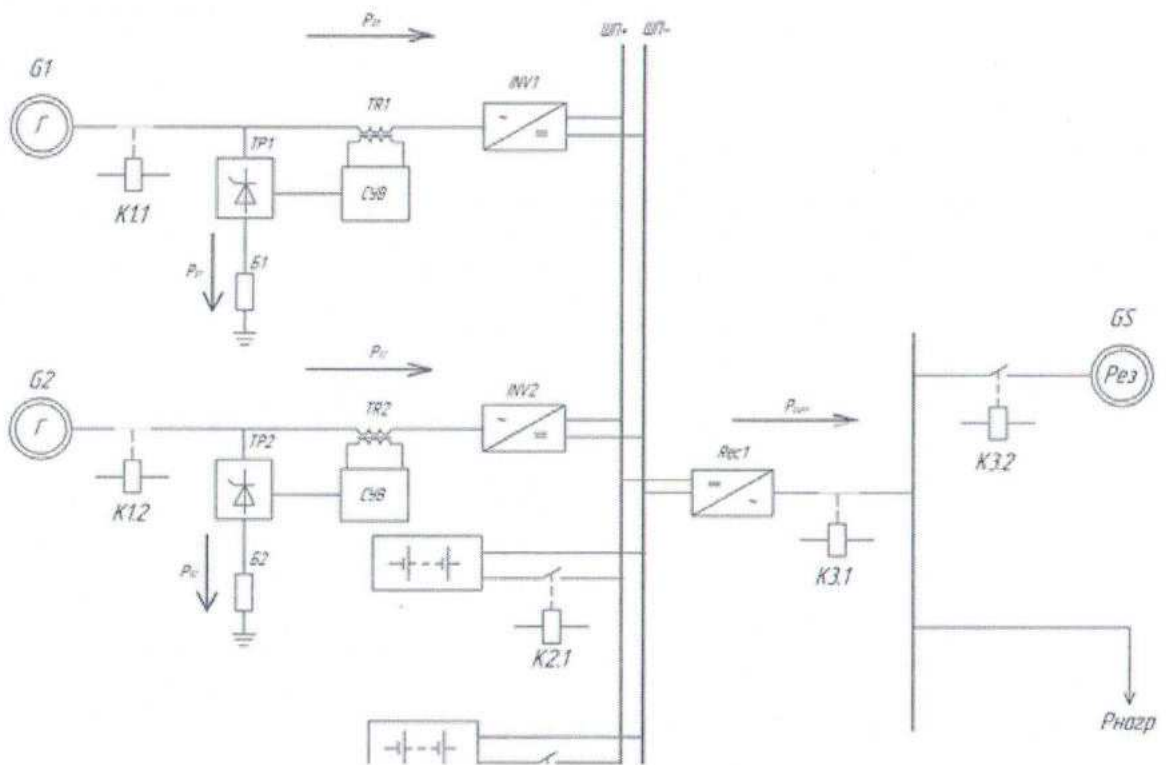 ШП+ ШП-
G1
Г
TR1
INV1
~
TP1
СУВ
K1.1
Б1
G2
Г
TR2
INV2
~
TP2
СУВ
K1.2
Б2
Rec1
~
K3.1
K2.1
GS
Рез
K3.2
Pнагр